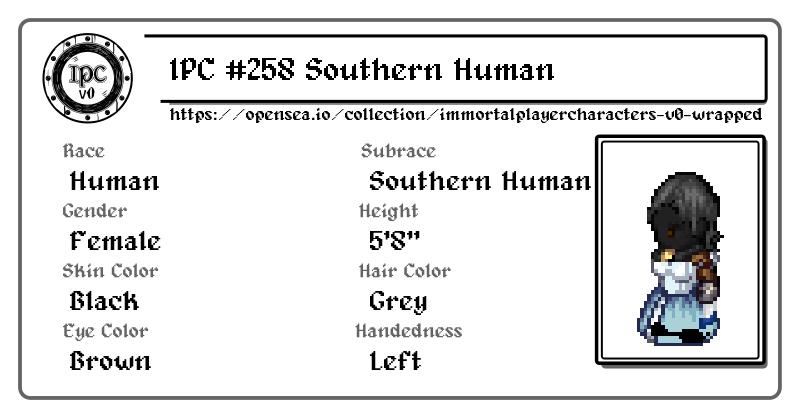 IPC
v0
IPC #258 Southern Human
https://opensea.io/collection/immortalplayercharacters-v0-wrapped
Race
Subrace
Human
Southern Human
Gender
Height
Female
5'8"
Skin Color
Hair Color
Black
Grey
Eye Color
Handedness
Brown
Left